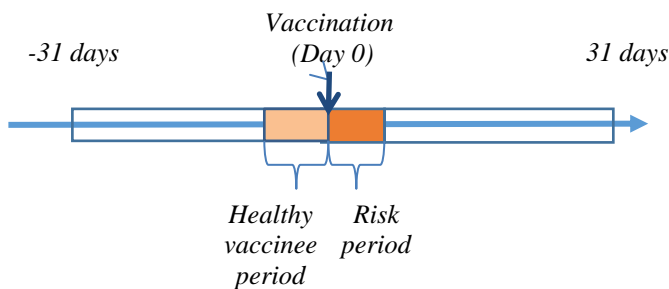 Vaccination
(Day 0)
-31 days
31 days
Healthy
vaccinee
period
Risk
period